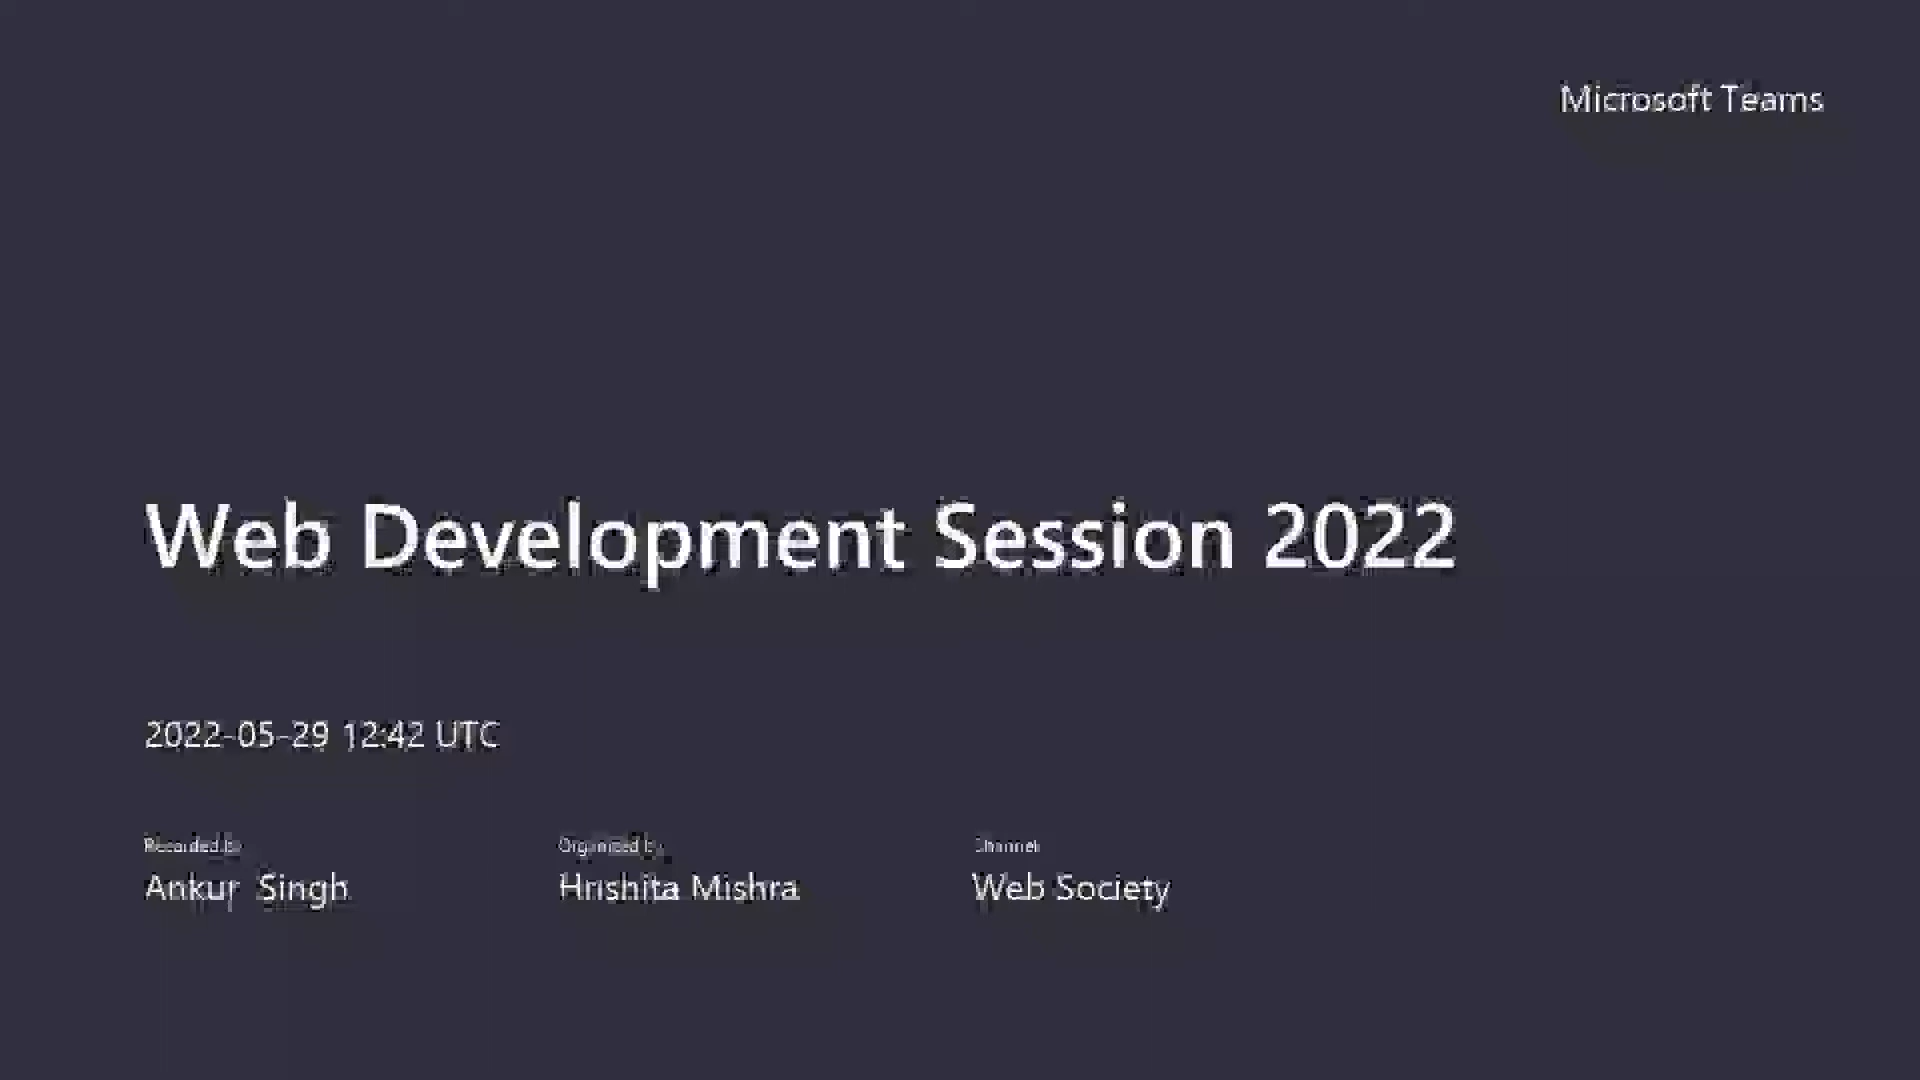 Microsoft Teams
Web Development Session 2022
2022-05-29 12:42 UTC
Recorded by
Organized by
Channel
Ankur Singh
Hrishita Mishra
Web Society